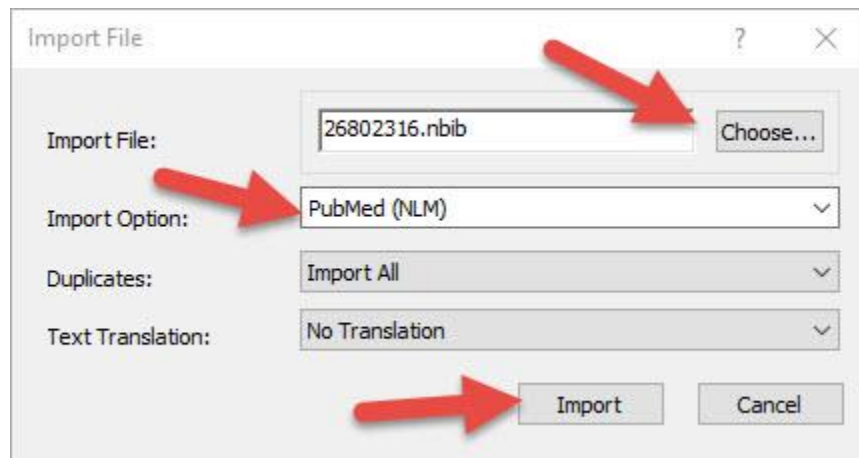 Import File ? ×
Import File: 26802316.nbib Choose...
Import Option: PubMed (NLM)
Duplicates: Import All
Text Translation: No Translation
Import Cancel